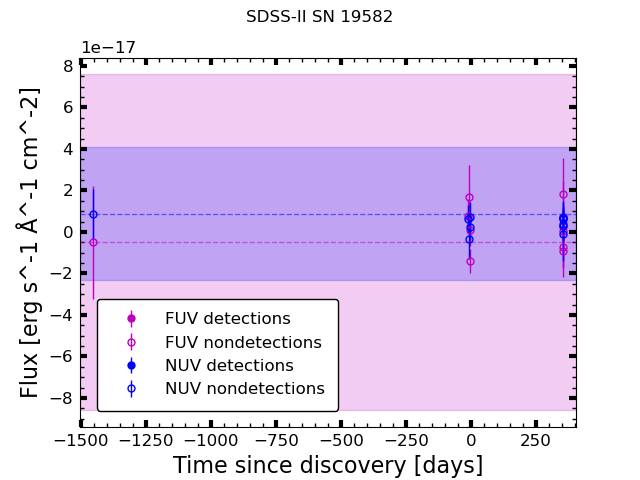 SDSS-II SN 19582
1e−17
8
6
4
2
0
−2
−4
−6
−8
Flux [erg s^-1 Å^-1 cm^-2]
FUV detections
FUV nondetections
NUV detections
NUV nondetections
−1500 −1250 −1000 −750 −500 −250 0 250
Time since discovery [days]